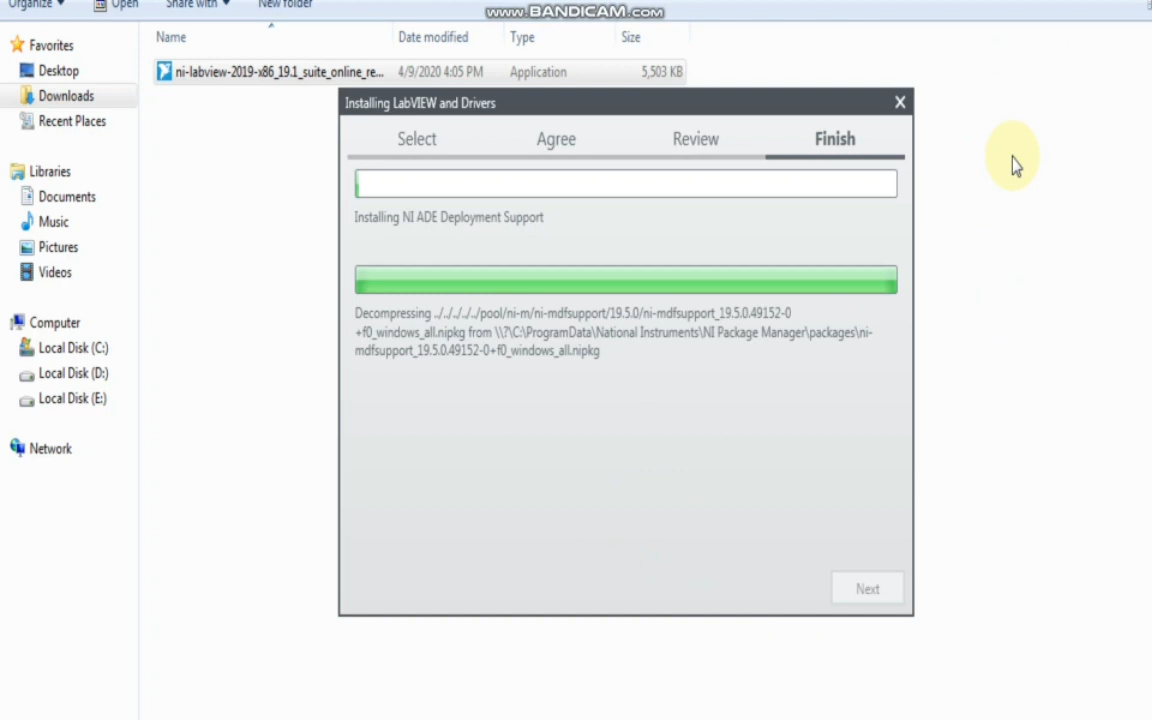 Organize
Open
Share with
New folder
www.BANDICAM.com
Name
Date modified
Type
Size
Favorites
Desktop
Downloads
Recent Places
Libraries
Documents
Music
Pictures
Videos
Computer
Local Disk (C:)
Local Disk (D:)
Local Disk (E:)
Network
ni-labview-2019-x86_19.1_suite_online_re...
4/9/2020 4:05 PM
Application
5,503 KB
Installing LabVIEW and Drivers
Select
Agree
Review
Finish
Installing NI ADE Deployment Support
Decompressing ../../../../../pool/ni-m/ni-mdfsupport/19.5.0/ni-mdfsupport_19.5.0.49152-0
+f0_windows_all.nipkg from \\?\C:\ProgramData\National Instruments\NI Package Manager\packages\ni-
mdfsupport_19.5.0.49152-0+f0_windows_all.nipkg
Next